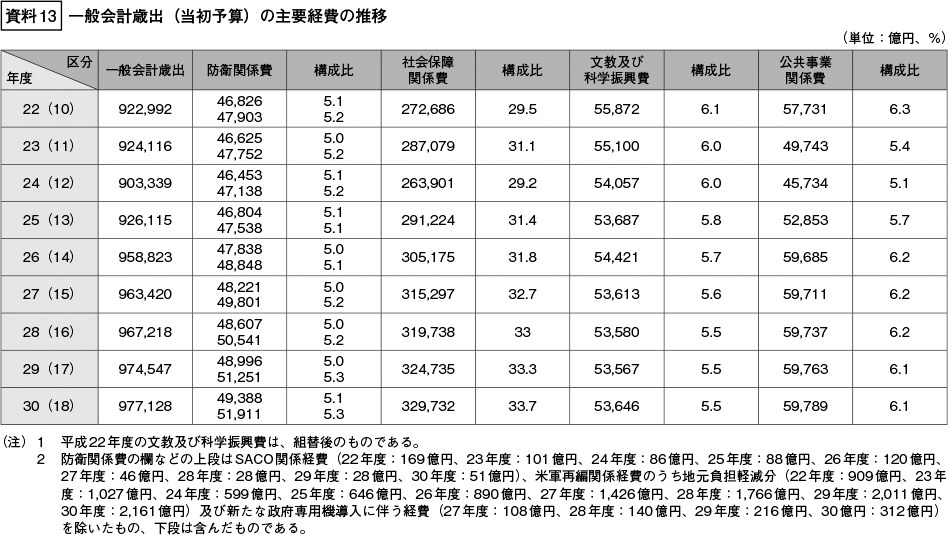 資料13 一般会計歳出（当初予算）の主要経費の推移
（単位：億円、%）
区分
年度
一般会計歳出 防衛関係費 構成比 社会保障関係費 構成比 文教及び科学振興費 構成比 公共事業関係費 構成比
22（10） 922,992 46,826 47,903 5.1 5.2 272,686 29.5 55,872 6.1 57,731 6.3
23（11） 924,116 46,625 47,752 5.0 5.2 287,079 31.1 55,100 6.0 49,743 5.4
24（12） 903,339 46,453 47,138 5.1 5.2 263,901 29.2 54,057 6.0 45,734 5.1
25（13） 926,115 46,804 47,538 5.1 5.1 291,224 31.4 53,687 5.8 52,853 5.7
26（14） 958,823 47,838 48,848 5.0 5.1 305,175 31.8 54,421 5.7 59,685 6.2
27（15） 963,420 48,221 49,801 5.0 5.2 315,297 32.7 53,613 5.6 59,711 6.2
28（16） 967,218 48,607 50,541 5.0 5.2 319,738 33 53,580 5.5 59,737 6.2
29（17） 974,547 48,996 51,251 5.0 5.3 324,735 33.3 53,567 5.5 59,763 6.1
30（18） 977,128 49,388 51,911 5.1 5.3 329,732 33.7 53,646 5.5 59,789 6.1
（注）1 平成22年度の文教及び科学振興費は、組替後のものである。
2 防衛関係費の欄などの上段はSACO関係経費（22年度：169億円、23年度：101億円、24年度：86億円、25年度：88億円、26年度：120億円、
27年度：46億円、28年度：28億円、29年度：28億円、30年度：51億円）、米軍再編関係経費のうち地元負担軽減分（22年度：909億円、23年
度：1,027億円、24年度：599億円、25年度：646億円、26年度：890億円、27年度：1,426億円、28年度：1,766億円、29年度：2,011億円、
30年度：2,161億円）及び新たな政府専用機導入に伴う経費（27年度：108億円、28年度：140億円、29年度：216億円、30億円：312億円）
を除いたもの、下段は含んだものである。